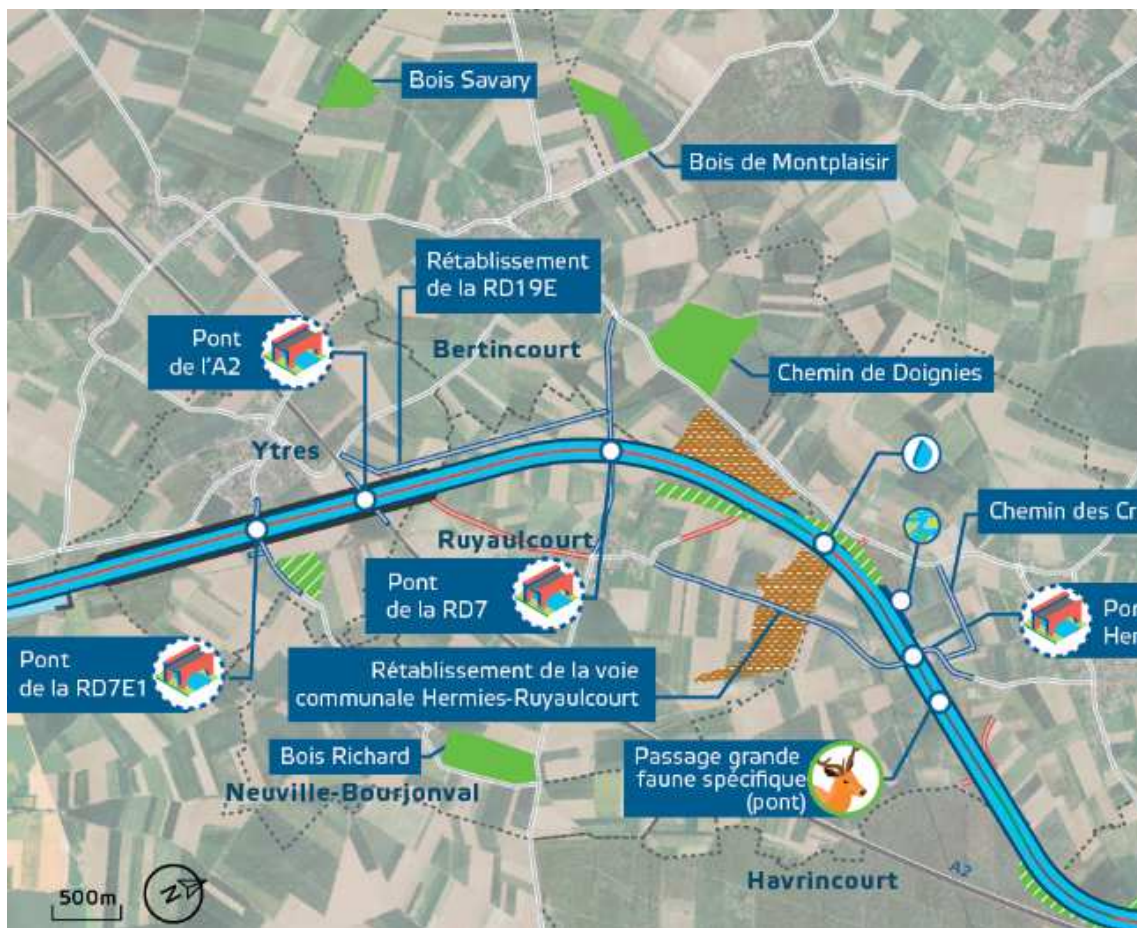 Bois Savary
Bois de Montplaisir
Rétablissement
de la RD19E
Pont
de l'A2
Bertincourt
Chemin de Doignies
Ytres
Chemin des Cr
Ruyaulcourt
Pont
de la RD7
Pont
de la RD7E1
Pon
Her
Rétablissement de la voie
communale Hermies-Ruyaulcourt
Bois Richard
Passage grande
faune spécifique
(pont)
Neuville-Bourjonval
A2
Havrincourt
500m
N